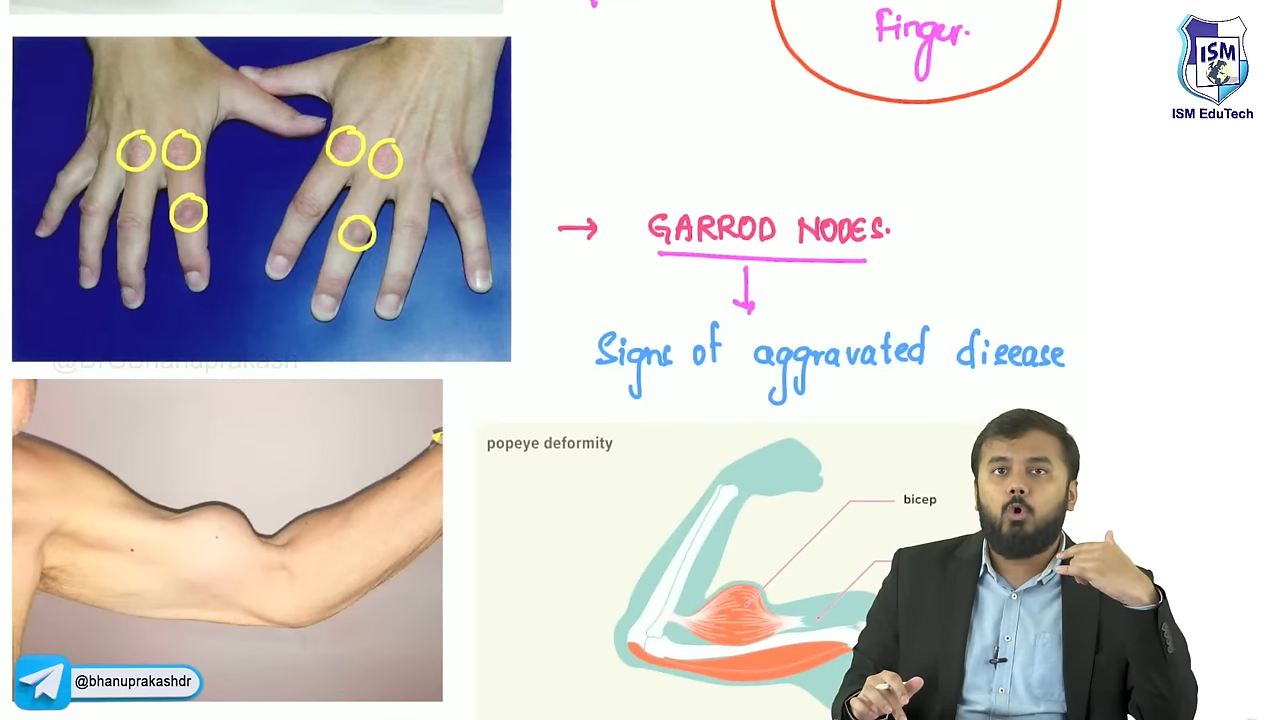 Finger.
ISM
ISM EduTech
→ GARROD NODES.
Signs of aggravated disease
popeye deformity
bicep
@bhanuprakashdr